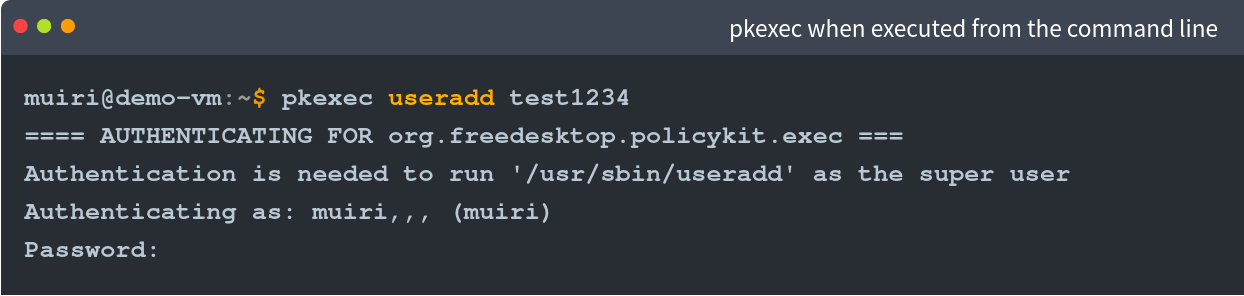 pkexec when executed from the command line
muiri@demo-vm:~$ pkexec useradd test1234
==== AUTHENTICATING FOR org.freedesktop.policykit.exec ===
Authentication is needed to run '/usr/sbin/useradd' as the super user
Authenticating as: muiri,,, (muiri)
Password: